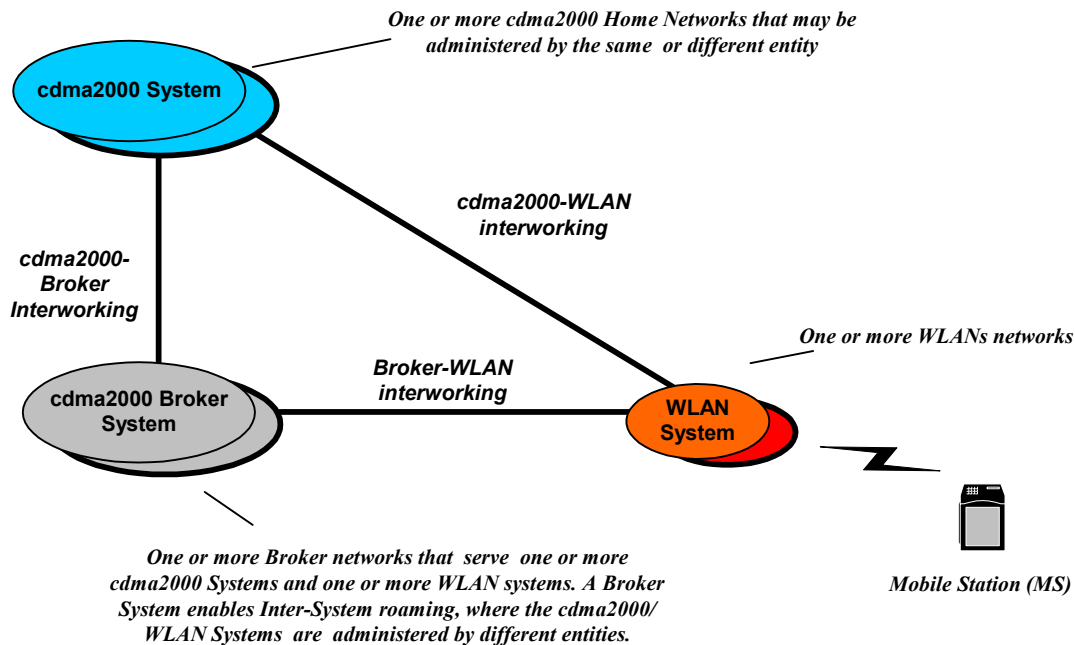 One or more cdma2000 Home Networks that may be
administered by the same or different entity
cdma2000 System
cdma2000-WLAN
interworking
cdma2000-
Broker
Interworking
One or more WLANs networks
Broker-WLAN
interworking
cdma2000 Broker
System
WLAN
System
One or more Broker networks that serve one or more
cdma2000 Systems and one or more WLAN systems. A Broker
System enables Inter-System roaming, where the cdma2000/
WLAN Systems are administered by different entities.
Mobile Station (MS)